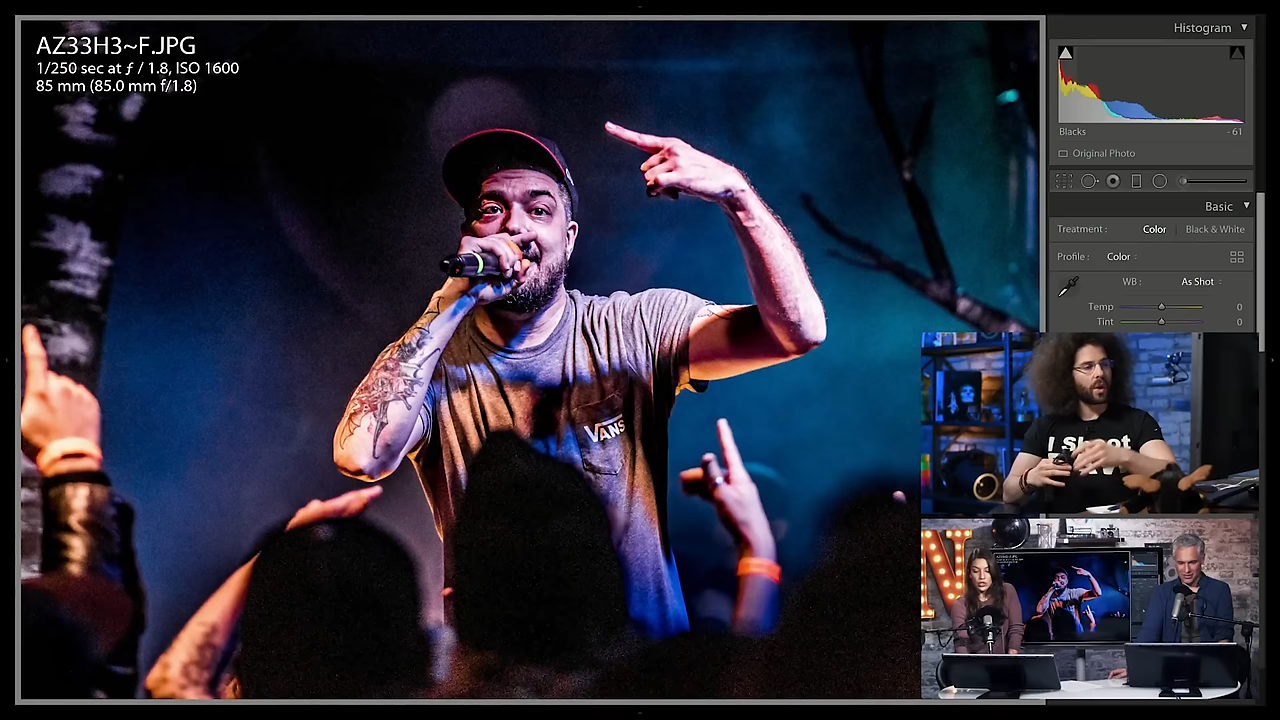 AZ33H3~F.JPG
1/250 sec at ƒ / 1.8, ISO 1600
85 mm (85.0 mm f/1.8)
Histogram
Blacks -61
Original Photo
Basic
Treatment: Color Black & White
Profile: Color
WB: As Shot
Temp 0
Tint 0
VANS
I Shoot
N